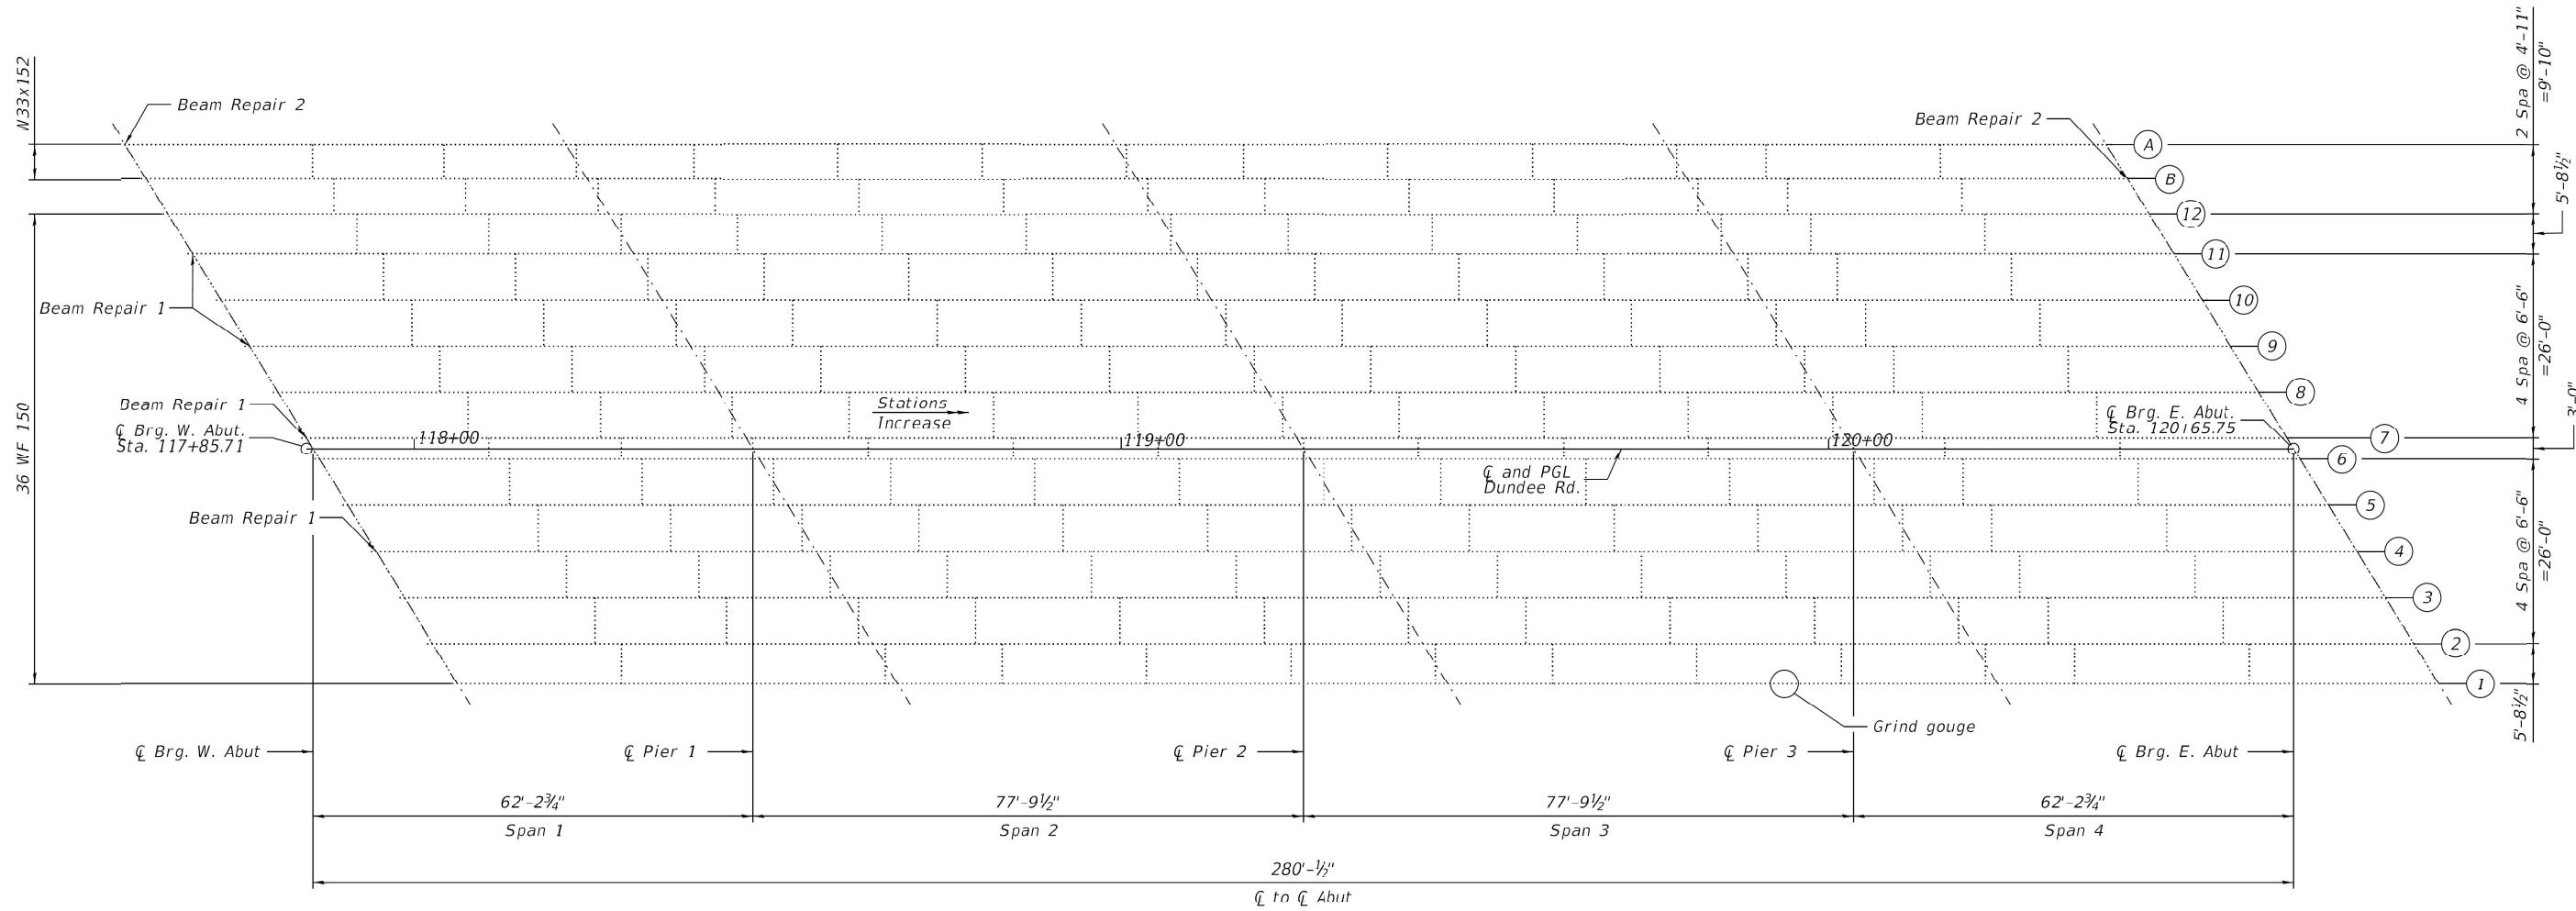 N33x152
Beam Repair 2
Beam Repair 2
2 Spa @ 4'-11"
=9'-10"
A
B
5'-8½"
12
11
Beam Repair 1
10
4 Spa @ 6'-6"
=26'-0"
9
8
3'-0"
36 WF 150
Beam Repair 1
℄ Brg. W. Abut.
Sta. 117+85.71
118+00
Stations
Increase
119+00
120+00
℄ Brg. E. Abut.
Sta. 120+65.75
7
6
℄ and PGL
Dundee Rd.
Beam Repair 1
5
4
4 Spa @ 6'-6"
=26'-0"
3
2
1
5'-8½"
Grind gouge
℄ Brg. W. Abut
℄ Pier 1
℄ Pier 2
℄ Pier 3
℄ Brg. E. Abut
62'-2¾"
77'-9½"
77'-9½"
62'-2¾"
Span 1
Span 2
Span 3
Span 4
280'-½"
℄ to ℄ Abut